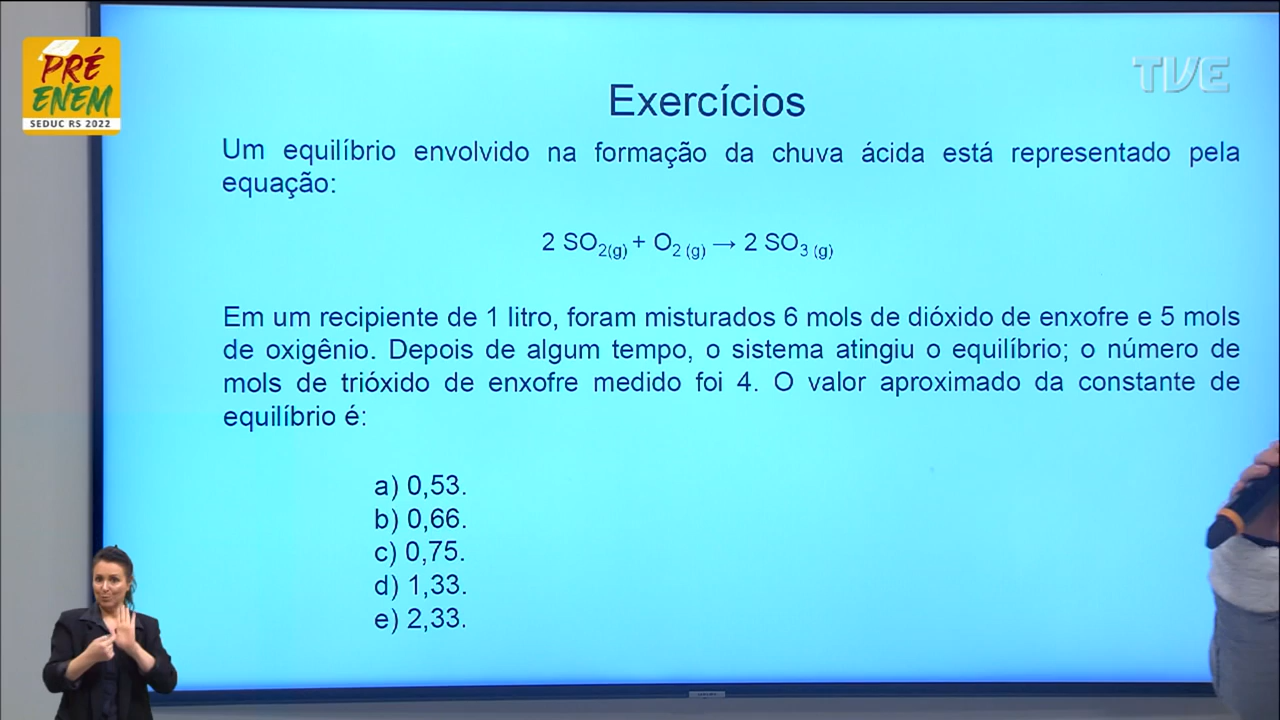 PRÉ
ENEM
SEDUC RS 2022
TVE
Exercícios
Um equilíbrio envolvido na formação da chuva ácida está representado pela
equação:
2 SO2(g) + O2 (g) → 2 SO3 (g)
Em um recipiente de 1 litro, foram misturados 6 mols de dióxido de enxofre e 5 mols
de oxigênio. Depois de algum tempo, o sistema atingiu o equilíbrio; o número de
mols de trióxido de enxofre medido foi 4. O valor aproximado da constante de
equilíbrio é:
a) 0,53.
b) 0,66.
c) 0,75.
d) 1,33.
e) 2,33.